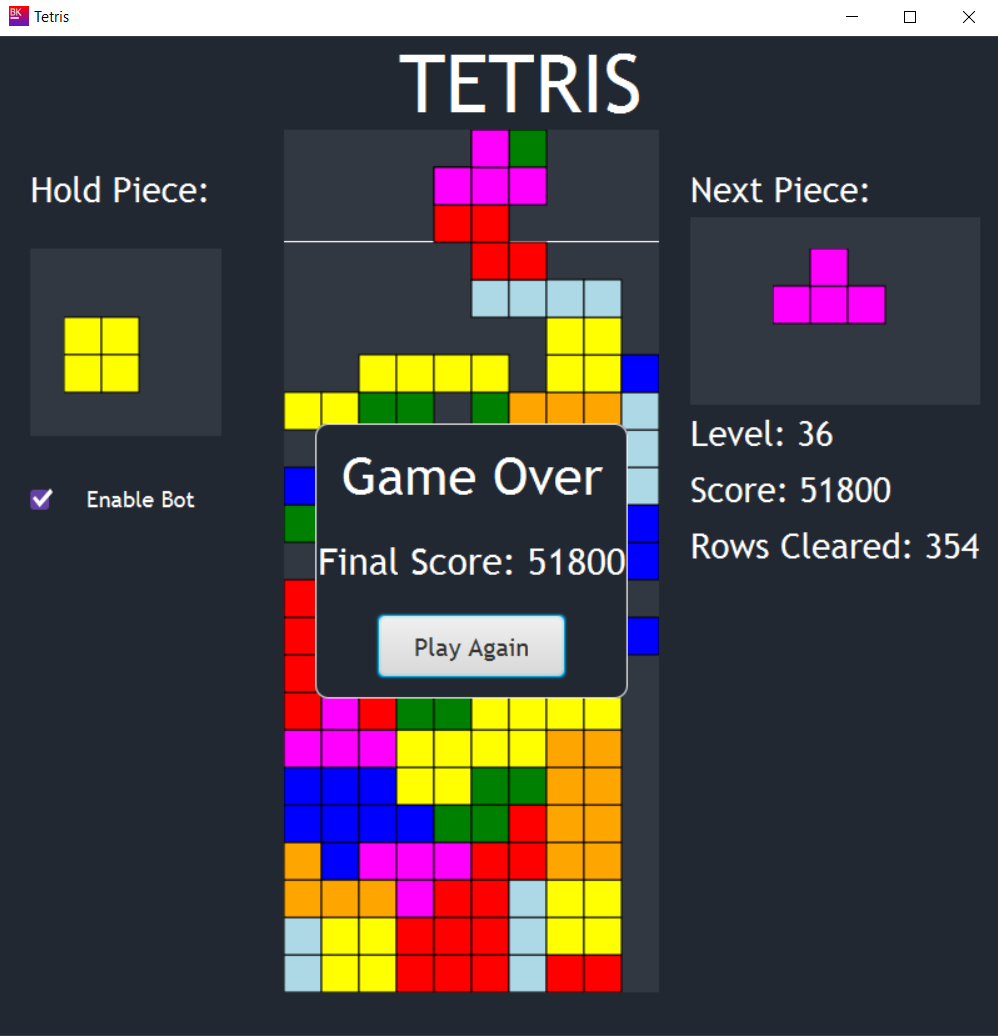 BK
Tetris
TETRIS
Hold Piece:
Next Piece:
Level: 36
Score: 51800
Rows Cleared: 354
Enable Bot
Game Over
Final Score: 51800
Play Again